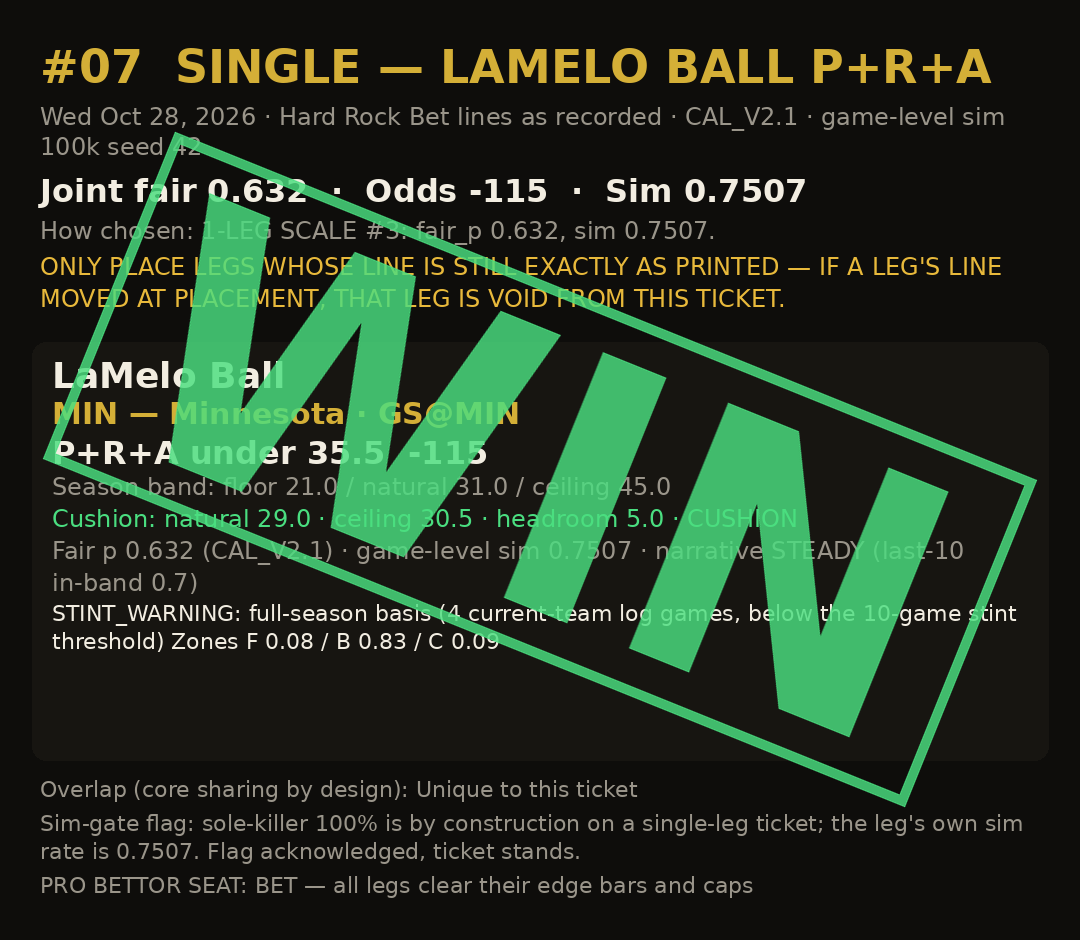 #07  SINGLE — LAMELO BALL P+R+A
Wed Oct 28, 2026 · Hard Rock Bet lines as recorded · CAL_V2.1 · game-level sim
100k seed 42
Joint fair 0.632  ·  Odds -115  ·  Sim 0.7507
How chosen: 1-LEG SCALE #3: fair_p 0.632, sim 0.7507.
ONLY PLACE LEGS WHOSE LINE IS STILL EXACTLY AS PRINTED — IF A LEG'S LINE
MOVED AT PLACEMENT, THAT LEG IS VOID FROM THIS TICKET.
WIN
LaMelo Ball
MIN — Minnesota · GS@MIN
P+R+A under 35.5  -115
Season band: floor 21.0 / natural 31.0 / ceiling 45.0
Cushion: natural 29.0 · ceiling 30.5 · headroom 5.0 · CUSHION
Fair p 0.632 (CAL_V2.1) · game-level sim 0.7507 · narrative STEADY (last-10
in-band 0.7)
STINT_WARNING: full-season basis (4 current-team log games, below the 10-game stint
threshold) Zones F 0.08 / B 0.83 / C 0.09
Overlap (core sharing by design): Unique to this ticket
Sim-gate flag: sole-killer 100% is by construction on a single-leg ticket; the leg's own sim
rate is 0.7507. Flag acknowledged, ticket stands.
PRO BETTOR SEAT: BET — all legs clear their edge bars and caps